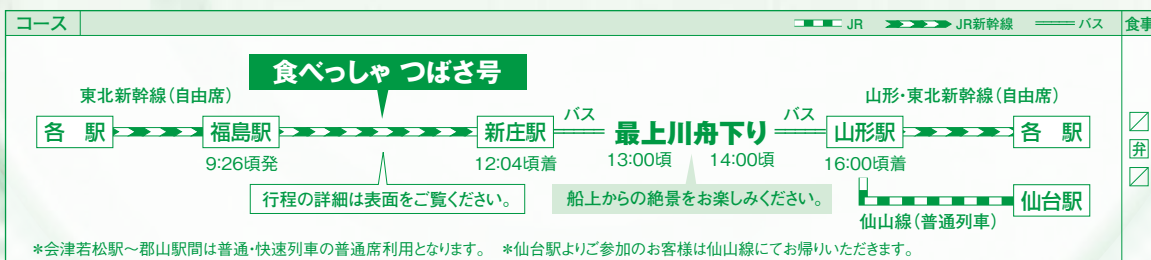 コース
JR JR新幹線 バス
食事
食べっしゃ つばさ号
東北新幹線（自由席）
山形・東北新幹線（自由席）
各 駅 福島駅 新庄駅 バス 最上川舟下り バス 山形駅 各 駅
9:26頃発 12:04頃着 13:00頃 14:00頃 16:00頃着
弁
行程の詳細は表面をご覧ください。
船上からの絶景をお楽しみください。
仙台駅
仙山線（普通列車）
＊会津若松駅～郡山駅間は普通・快速列車の普通席利用となります。 ＊仙台駅よりご参加のお客様は仙山線にてお帰りいただきます。